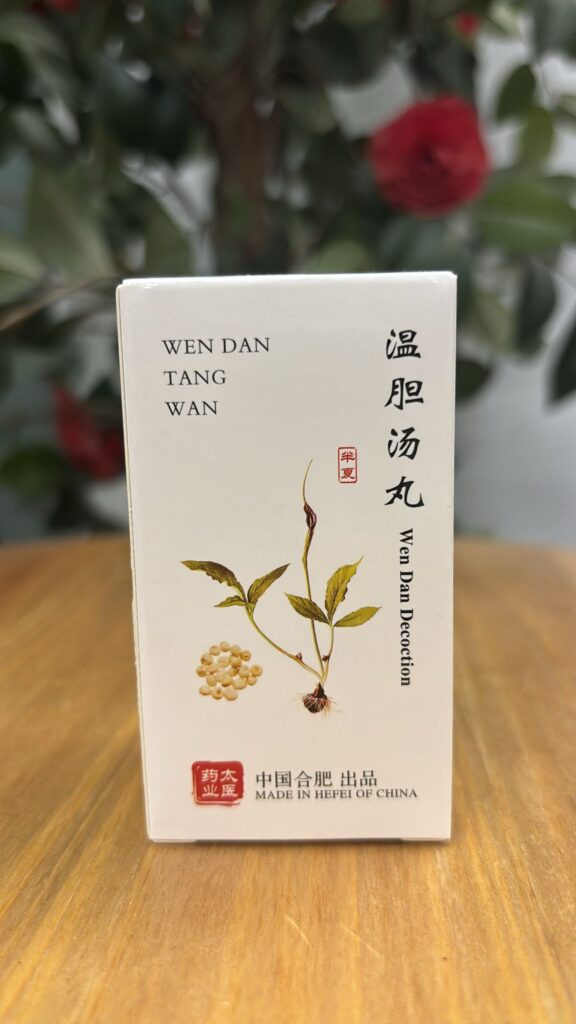 WEN DAN
TANG
WAN
温胆汤丸
Wen Dan Decoction
半夏
太医
药业
中国合肥 出品
MADE IN HEFEI OF CHINA